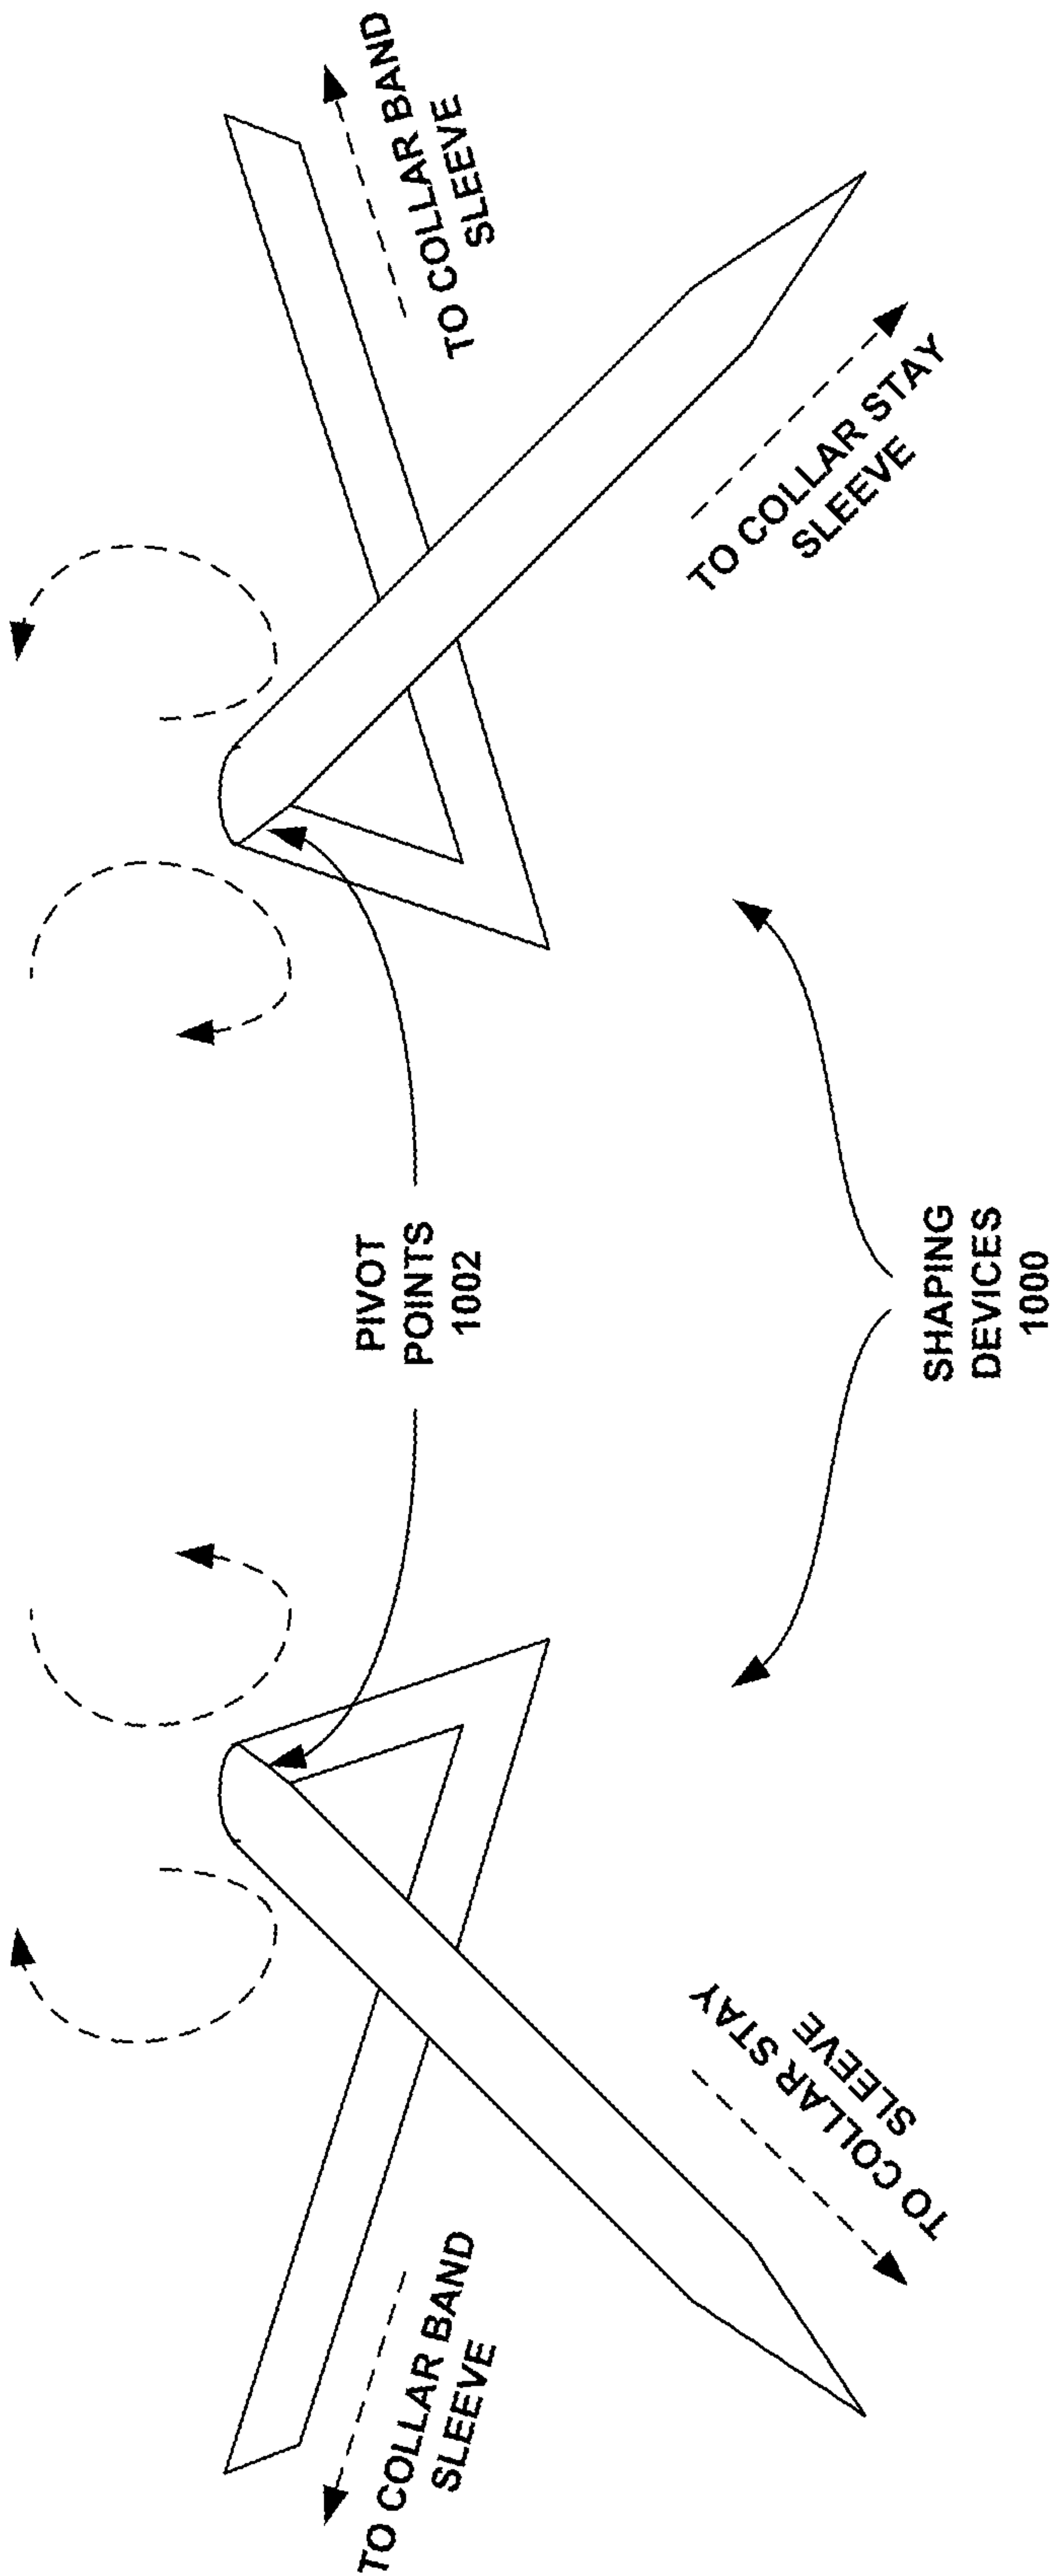 TO COLLAR BAND
SLEEVE
PIVOT
POINTS
1002
TO COLLAR BAND
SLEEVE
TO COLLAR STAY
SLEEVE
TO COLLAR STAY
SLEEVE
SHAPING
DEVICES
1000